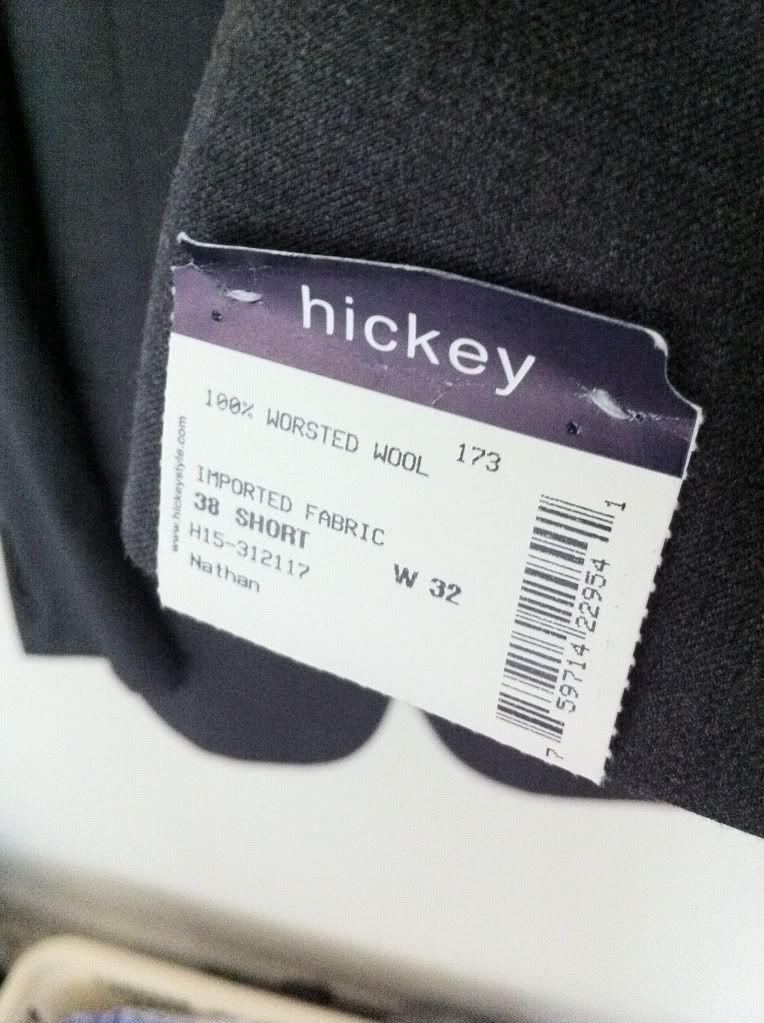 hickey
100% WORSTED WOOL 173
IMPORTED FABRIC
38 SHORT
H15-312117 W 32
Nathan
www.hickeystyle.com
7 59714 22954 1